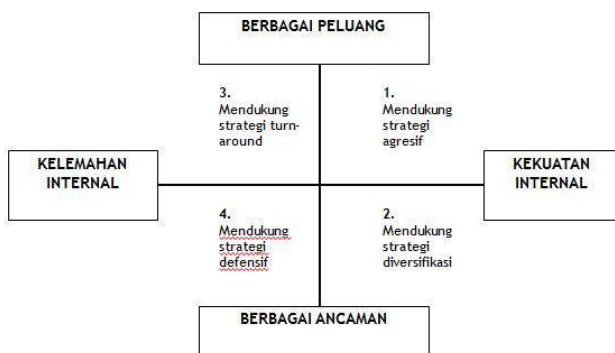 BERBAGAI PELUANG
3.
Mendukung
strategi turn-
around
1.
Mendukung
strategi
agresif
KELEMAHAN
INTERNAL
KEKUATAN
INTERNAL
4.
Mendukung
strategi
defensif
2.
Mendukung
strategi
diversifikasi
BERBAGAI ANCAMAN